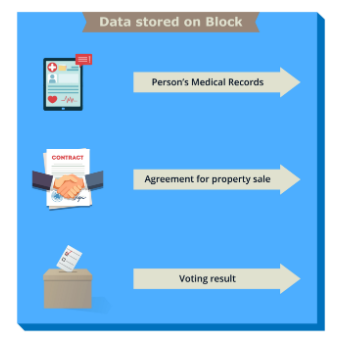 Data stored on Block
Person's Medical Records
CONTRACT
Agreement for property sale
Voting result